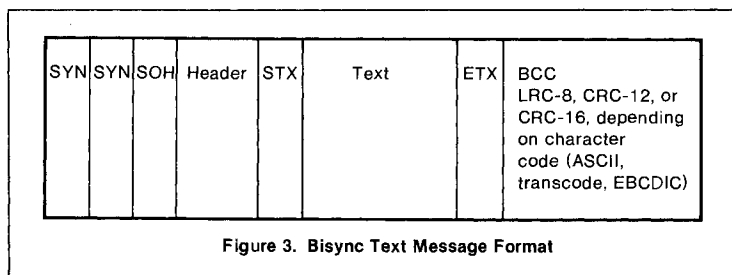 SYN SYN SOH Header STX Text ETX BCC
LRC-8, CRC-12, or
CRC-16, depending
on character
code (ASCII,
transcode, EBCDIC)
Figure 3. Bisync Text Message Format